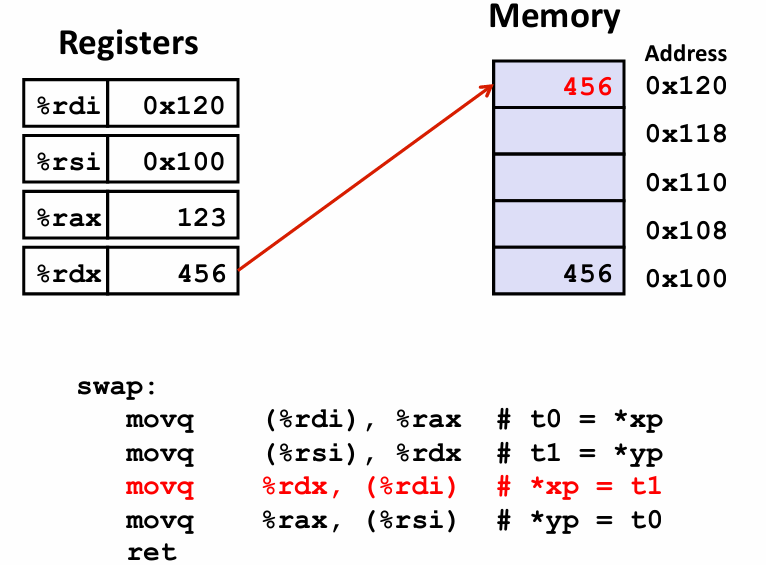 Registers
Memory
Address
%rdi 0x120
456 0x120
%rsi 0x100
0x118
%rax 123
0x110
%rdx 456
0x108
456 0x100
swap:
movq (%rdi), %rax # t0 = *xp
movq (%rsi), %rdx # t1 = *yp
movq %rdx, (%rdi) # *xp = t1
movq %rax, (%rsi) # *yp = t0
ret